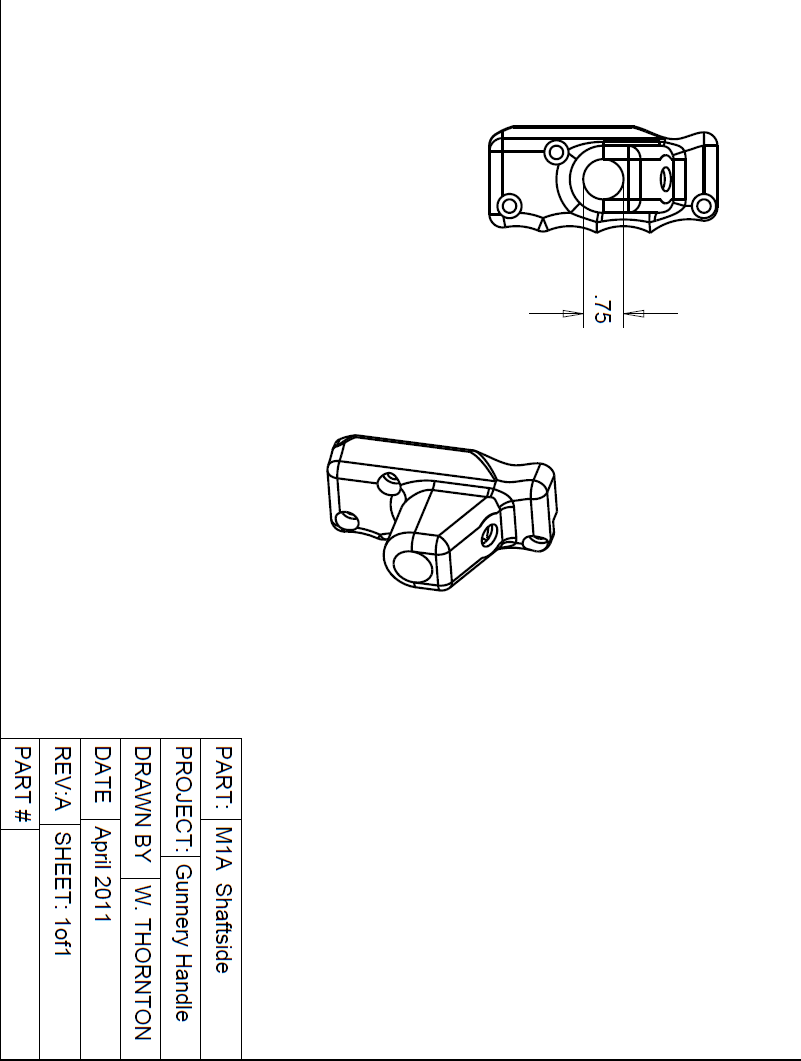 .75
PART: M1A Shaftside
PROJECT: Gunnery Handle
DRAWN BY W. THORNTON
DATE April 2011
REV:A SHEET: 1of1
PART #